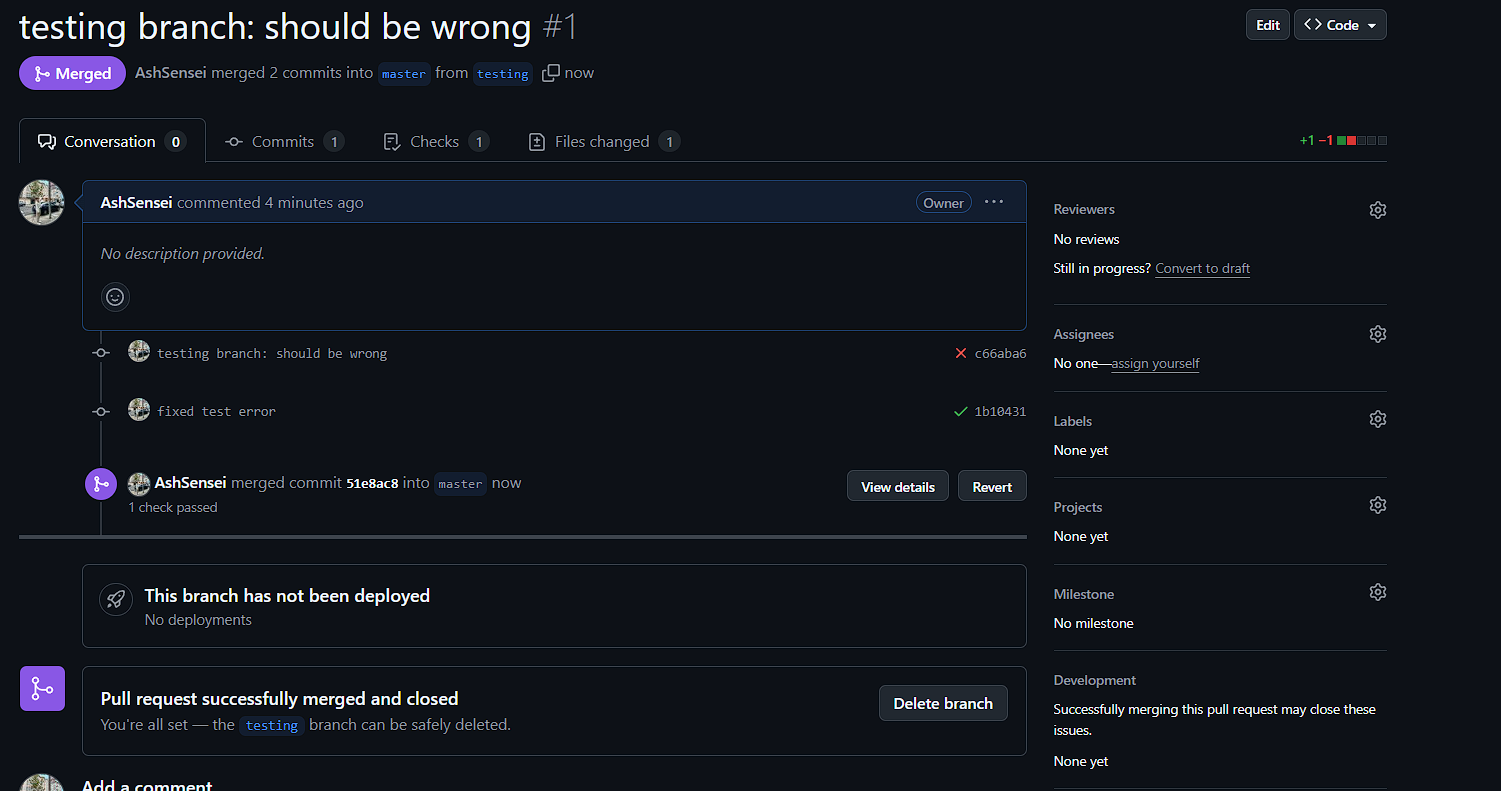 testing branch: should be wrong #1
Edit
Code
Merged
AshSensei merged 2 commits into master from testing now
Conversation 0
Commits 1
Checks 1
Files changed 1
+1 −1
AshSensei commented 4 minutes ago
Owner
No description provided.
testing branch: should be wrong
c66aba6
fixed test error
1b10431
AshSensei merged commit 51e8ac8 into master now
1 check passed
View details
Revert
This branch has not been deployed
No deployments
Pull request successfully merged and closed
You're all set — the testing branch can be safely deleted.
Delete branch
Add a comment
Reviewers
No reviews
Still in progress? Convert to draft
Assignees
No one—assign yourself
Labels
None yet
Projects
None yet
Milestone
No milestone
Development
Successfully merging this pull request may close these
issues.
None yet